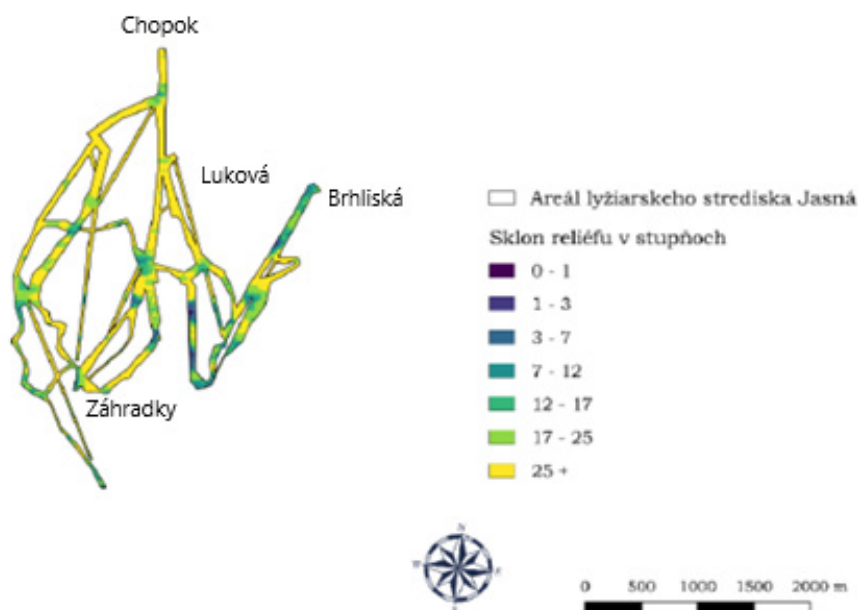 Chopok
Luková
Brhliská
Záhradky
Areál lyžiarskeho strediska Jasná
Sklon reliéfu v stupňoch
0 - 1
1 - 3
3 - 7
7 - 12
12 - 17
17 - 25
25 +
N
W
E
S
0 500 1000 1500 2000 m